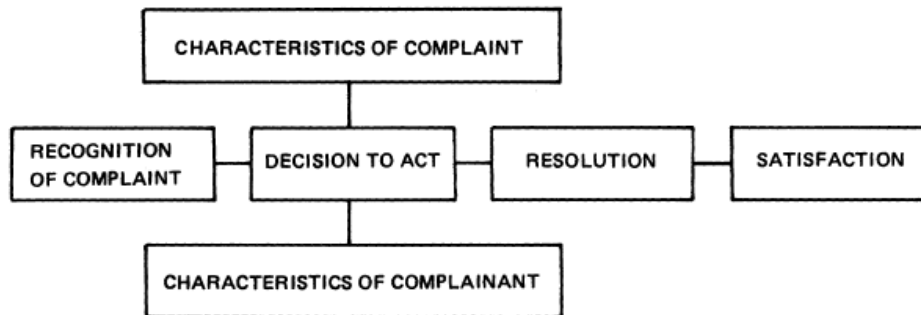 CHARACTERISTICS OF COMPLAINT
RECOGNITION
OF COMPLAINT
DECISION TO ACT
RESOLUTION
SATISFACTION
CHARACTERISTICS OF COMPLAINANT